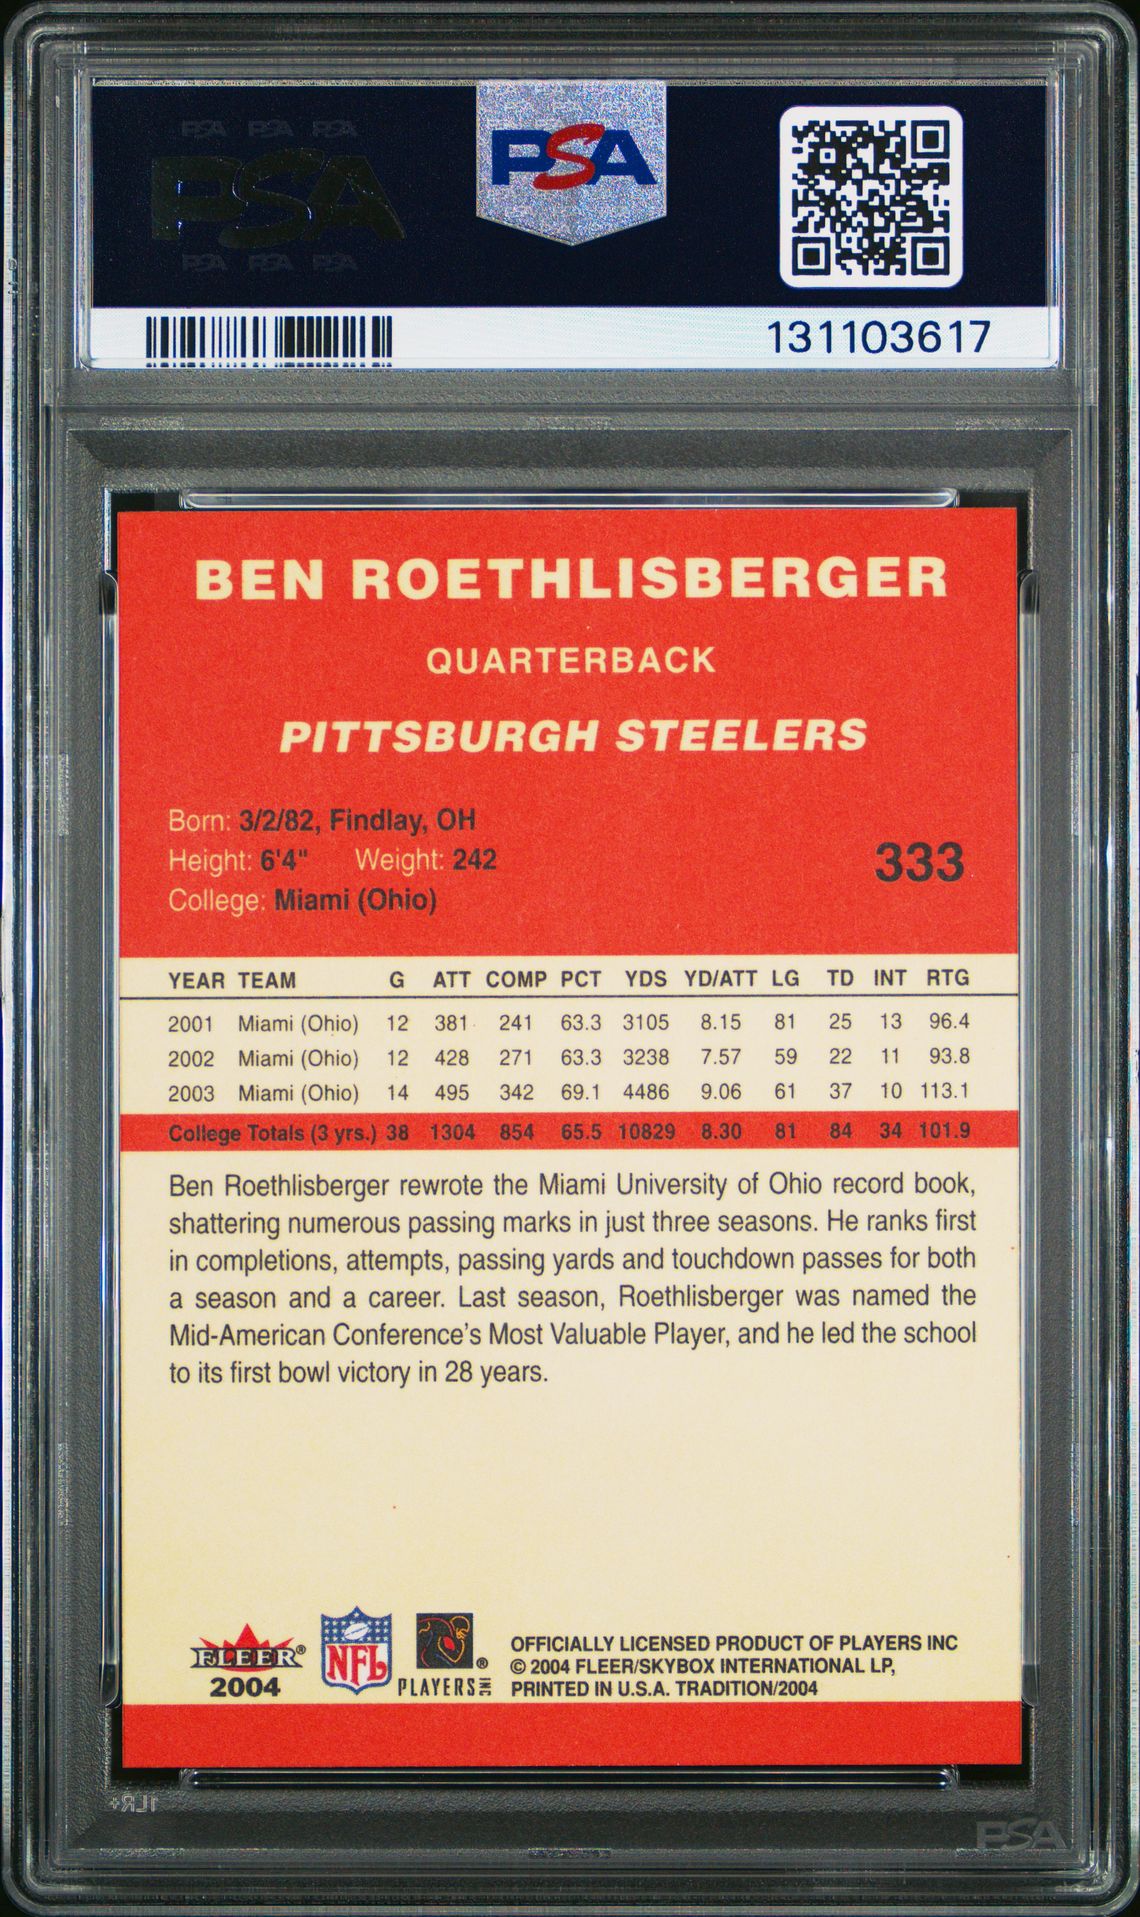 PSA PSA PSA
PSA
PSA PSA PSA
PSA
131103617
BEN ROETHLISBERGER
QUARTERBACK
PITTSBURGH STEELERS
Born: 3/2/82, Findlay, OH
Height: 6'4" Weight: 242
College: Miami (Ohio)
333
YEAR TEAM G ATT COMP PCT YDS YD/ATT LG TD INT RTG
2001 Miami (Ohio) 12 381 241 63.3 3105 8.15 81 25 13 96.4
2002 Miami (Ohio) 12 428 271 63.3 3238 7.57 59 22 11 93.8
2003 Miami (Ohio) 14 495 342 69.1 4486 9.06 61 37 10 113.1
College Totals (3 yrs.) 38 1304 854 65.5 10829 8.30 81 84 34 101.9
Ben Roethlisberger rewrote the Miami University of Ohio record book,
shattering numerous passing marks in just three seasons. He ranks first
in completions, attempts, passing yards and touchdown passes for both
a season and a career. Last season, Roethlisberger was named the
Mid-American Conference's Most Valuable Player, and he led the school
to its first bowl victory in 28 years.
FLEER®
2004
NFL
PLAYERS INC ®
OFFICIALLY LICENSED PRODUCT OF PLAYERS INC
© 2004 FLEER/SKYBOX INTERNATIONAL LP,
PRINTED IN U.S.A. TRADITION/2004
1LR+
PSA